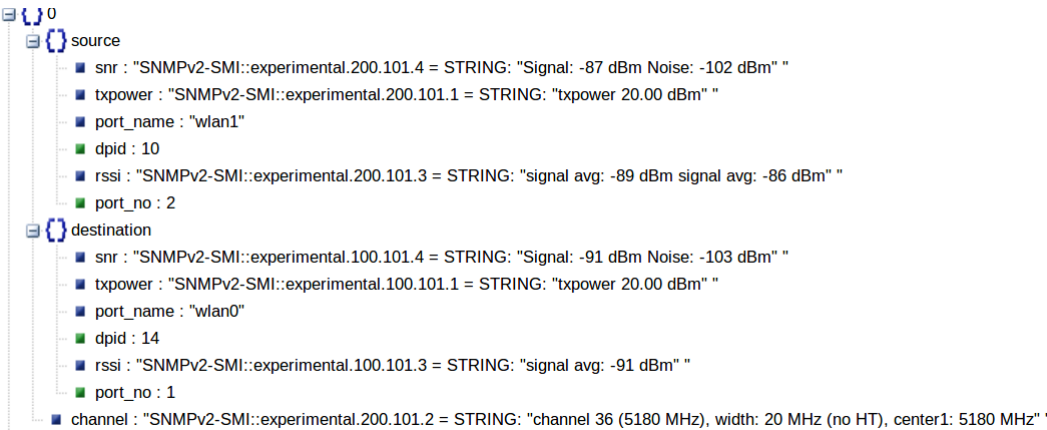 0
source
snr : "SNMPv2-SMI::experimental.200.101.4 = STRING: "Signal: -87 dBm Noise: -102 dBm" "
txpower : "SNMPv2-SMI::experimental.200.101.1 = STRING: "txpower 20.00 dBm" "
port_name : "wlan1"
dpid : 10
rssi : "SNMPv2-SMI::experimental.200.101.3 = STRING: "signal avg: -89 dBm signal avg: -86 dBm" "
port_no : 2
destination
snr : "SNMPv2-SMI::experimental.100.101.4 = STRING: "Signal: -91 dBm Noise: -103 dBm" "
txpower : "SNMPv2-SMI::experimental.100.101.1 = STRING: "txpower 20.00 dBm" "
port_name : "wlan0"
dpid : 14
rssi : "SNMPv2-SMI::experimental.100.101.3 = STRING: "signal avg: -91 dBm" "
port_no : 1
channel : "SNMPv2-SMI::experimental.200.101.2 = STRING: "channel 36 (5180 MHz), width: 20 MHz (no HT), center1: 5180 MHz" "